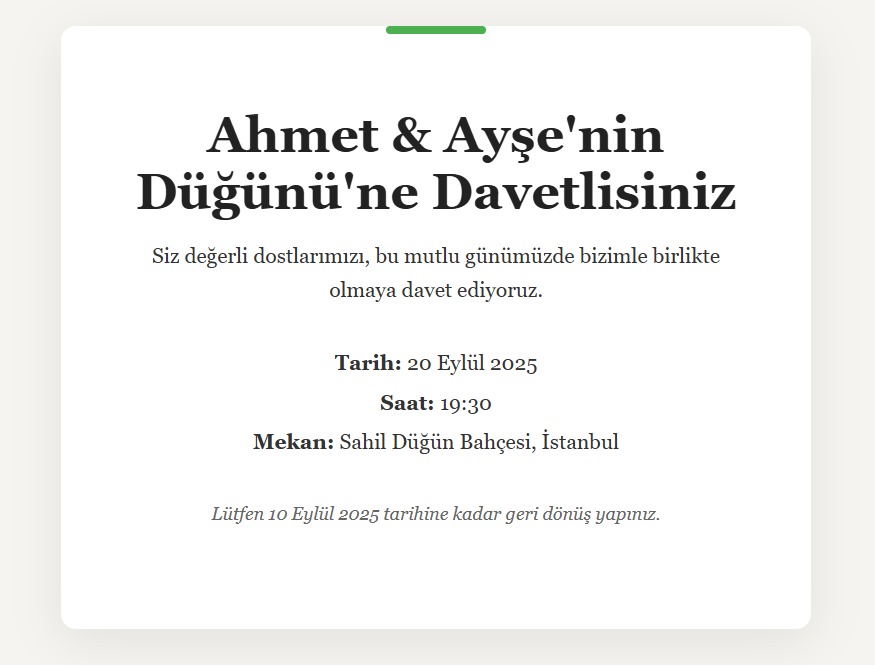 Ahmet & Ayşe'nin
Düğünü'ne Davetlisiniz
Siz değerli dostlarımızı, bu mutlu günümüzde bizimle birlikte
olmaya davet ediyoruz.
Tarih: 20 Eylül 2025
Saat: 19:30
Mekan: Sahil Düğün Bahçesi, İstanbul
Lütfen 10 Eylül 2025 tarihine kadar geri dönüş yapınız.